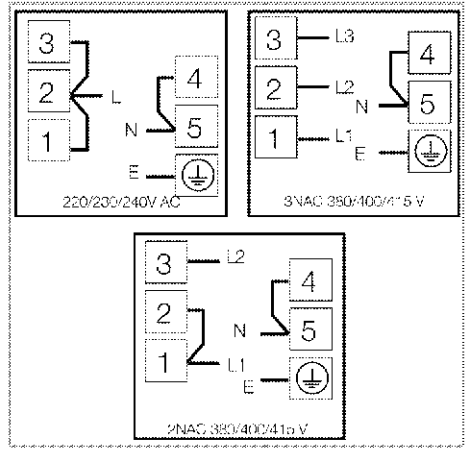 3
2 L 4
1 N 5
E
220/230/240V AC
3 L3 4
2 L2 N 5
1 L1 E
3NAC 380/400/415 V
3 L2 4
2 N 5
1 L1
E
2NAC 380/400/415 V